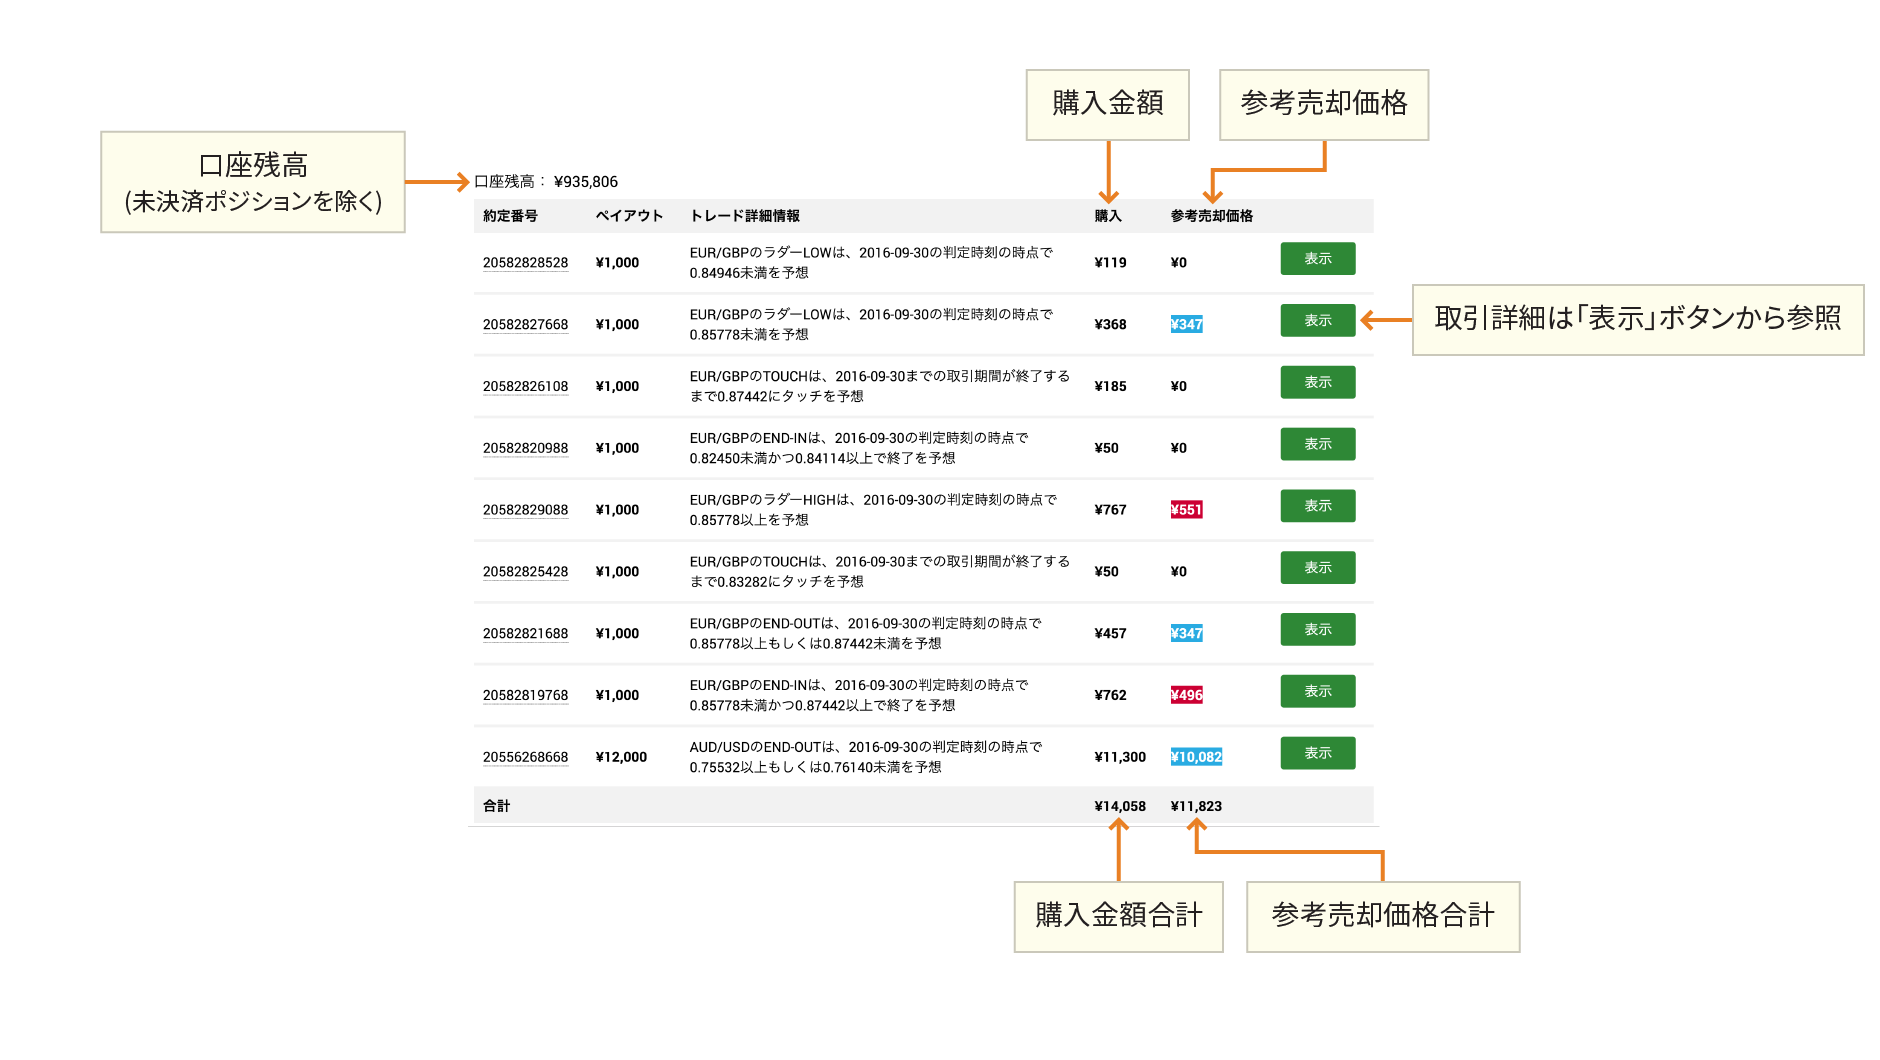 購入金額
参考売却価格
口座残高
(未決済ポジションを除く)
口座残高： ¥935,806
約定番号 ペイアウト トレード詳細情報 購入 参考売却価格
20582828528 ¥1,000 EUR/GBPのラダーLOWは、2016-09-30の判定時刻の時点で
0.84946未満を予想 ¥119 ¥0 表示
20582827668 ¥1,000 EUR/GBPのラダーLOWは、2016-09-30の判定時刻の時点で
0.85778未満を予想 ¥368 ¥347 表示
取引詳細は「表示」ボタンから参照
20582826108 ¥1,000 EUR/GBPのTOUCHは、2016-09-30までの取引期間が終了する
まで0.87442にタッチを予想 ¥185 ¥0 表示
20582820988 ¥1,000 EUR/GBPのEND-INは、2016-09-30の判定時刻の時点で
0.82450未満かつ0.84114以上で終了を予想 ¥50 ¥0 表示
20582829088 ¥1,000 EUR/GBPのラダーHIGHは、2016-09-30の判定時刻の時点で
0.85778以上を予想 ¥767 ¥551 表示
20582825428 ¥1,000 EUR/GBPのTOUCHは、2016-09-30までの取引期間が終了する
まで0.83282にタッチを予想 ¥50 ¥0 表示
20582821688 ¥1,000 EUR/GBPのEND-OUTは、2016-09-30の判定時刻の時点で
0.85778以上もしくは0.87442未満を予想 ¥457 ¥347 表示
20582819768 ¥1,000 EUR/GBPのEND-INは、2016-09-30の判定時刻の時点で
0.85778未満かつ0.87442以上で終了を予想 ¥762 ¥496 表示
20556268668 ¥12,000 AUD/USDのEND-OUTは、2016-09-30の判定時刻の時点で
0.75532以上もしくは0.76140未満を予想 ¥11,300 ¥10,082 表示
合計 ¥14,058 ¥11,823
購入金額合計
参考売却価格合計